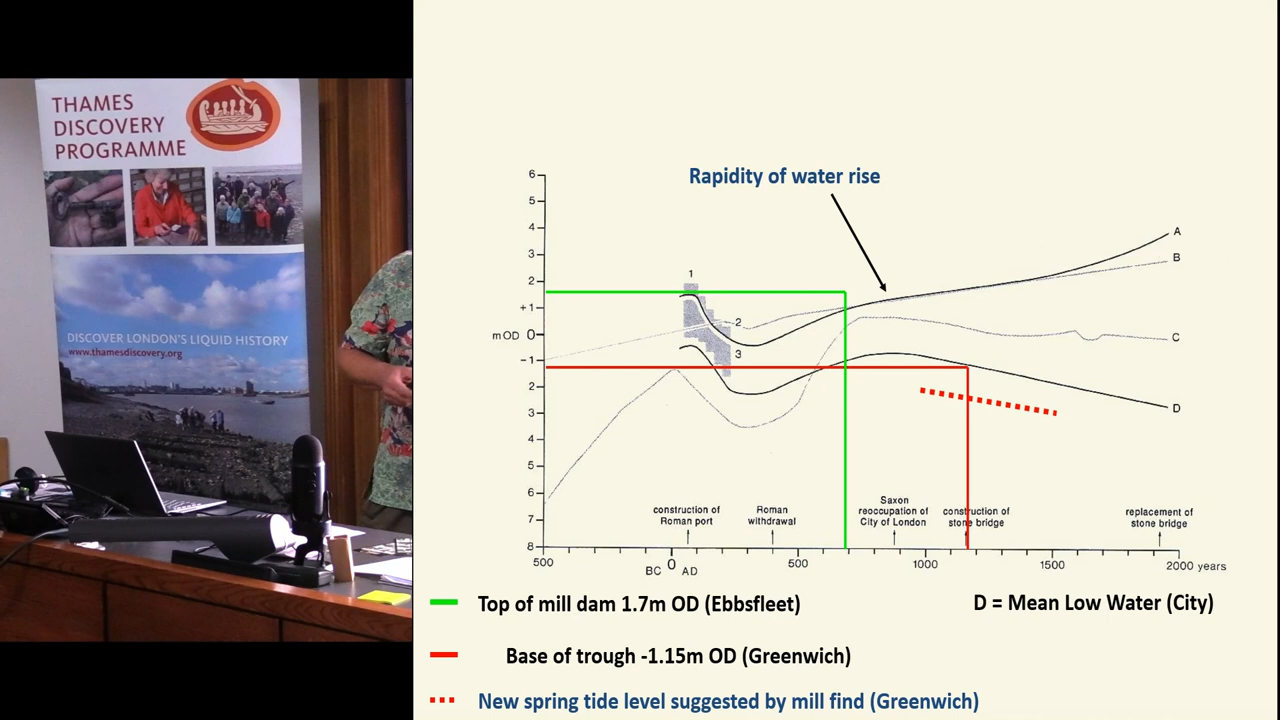 THAMES
DISCOVERY
PROGRAMME
DISCOVER LONDON'S LIQUID HISTORY
www.thamesdiscovery.org
Rapidity of water rise
6
5
4
3
2
+1
mOD 0
−1
2
3
4
5
6
7
8
1
2
3
A
B
C
D
construction of
Roman port
Roman
withdrawal
Saxon
reoccupation of
City of London
construction of
stone bridge
replacement of
stone bridge
500
BC 0 AD
500
1000
1500
2000 years
Top of mill dam 1.7m OD (Ebbsfleet)
D = Mean Low Water (City)
Base of trough -1.15m OD (Greenwich)
New spring tide level suggested by mill find (Greenwich)